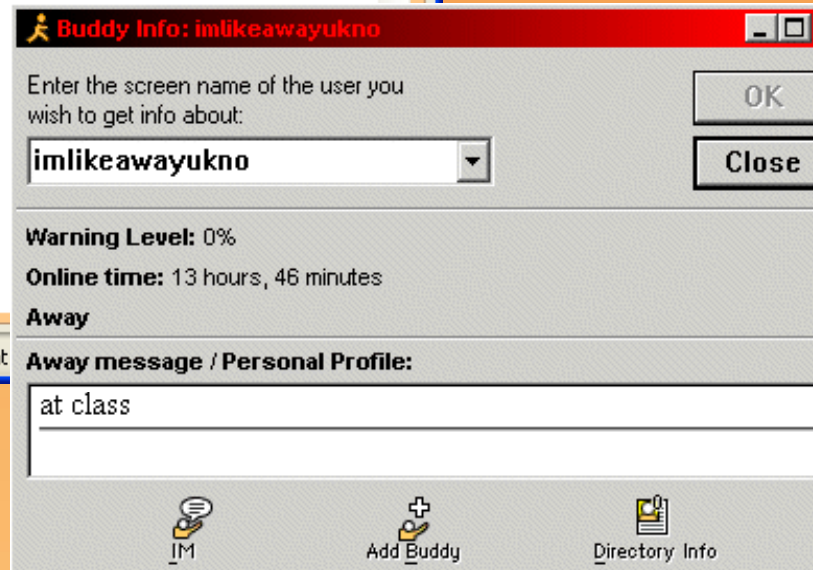 Buddy Info: imlikeawayukno
Enter the screen name of the user you
wish to get info about:
OK
imlikeawayukno
Close
Warning Level: 0%
Online time: 13 hours, 46 minutes
Away
Away message / Personal Profile:
at class
IM
Add Buddy
Directory Info